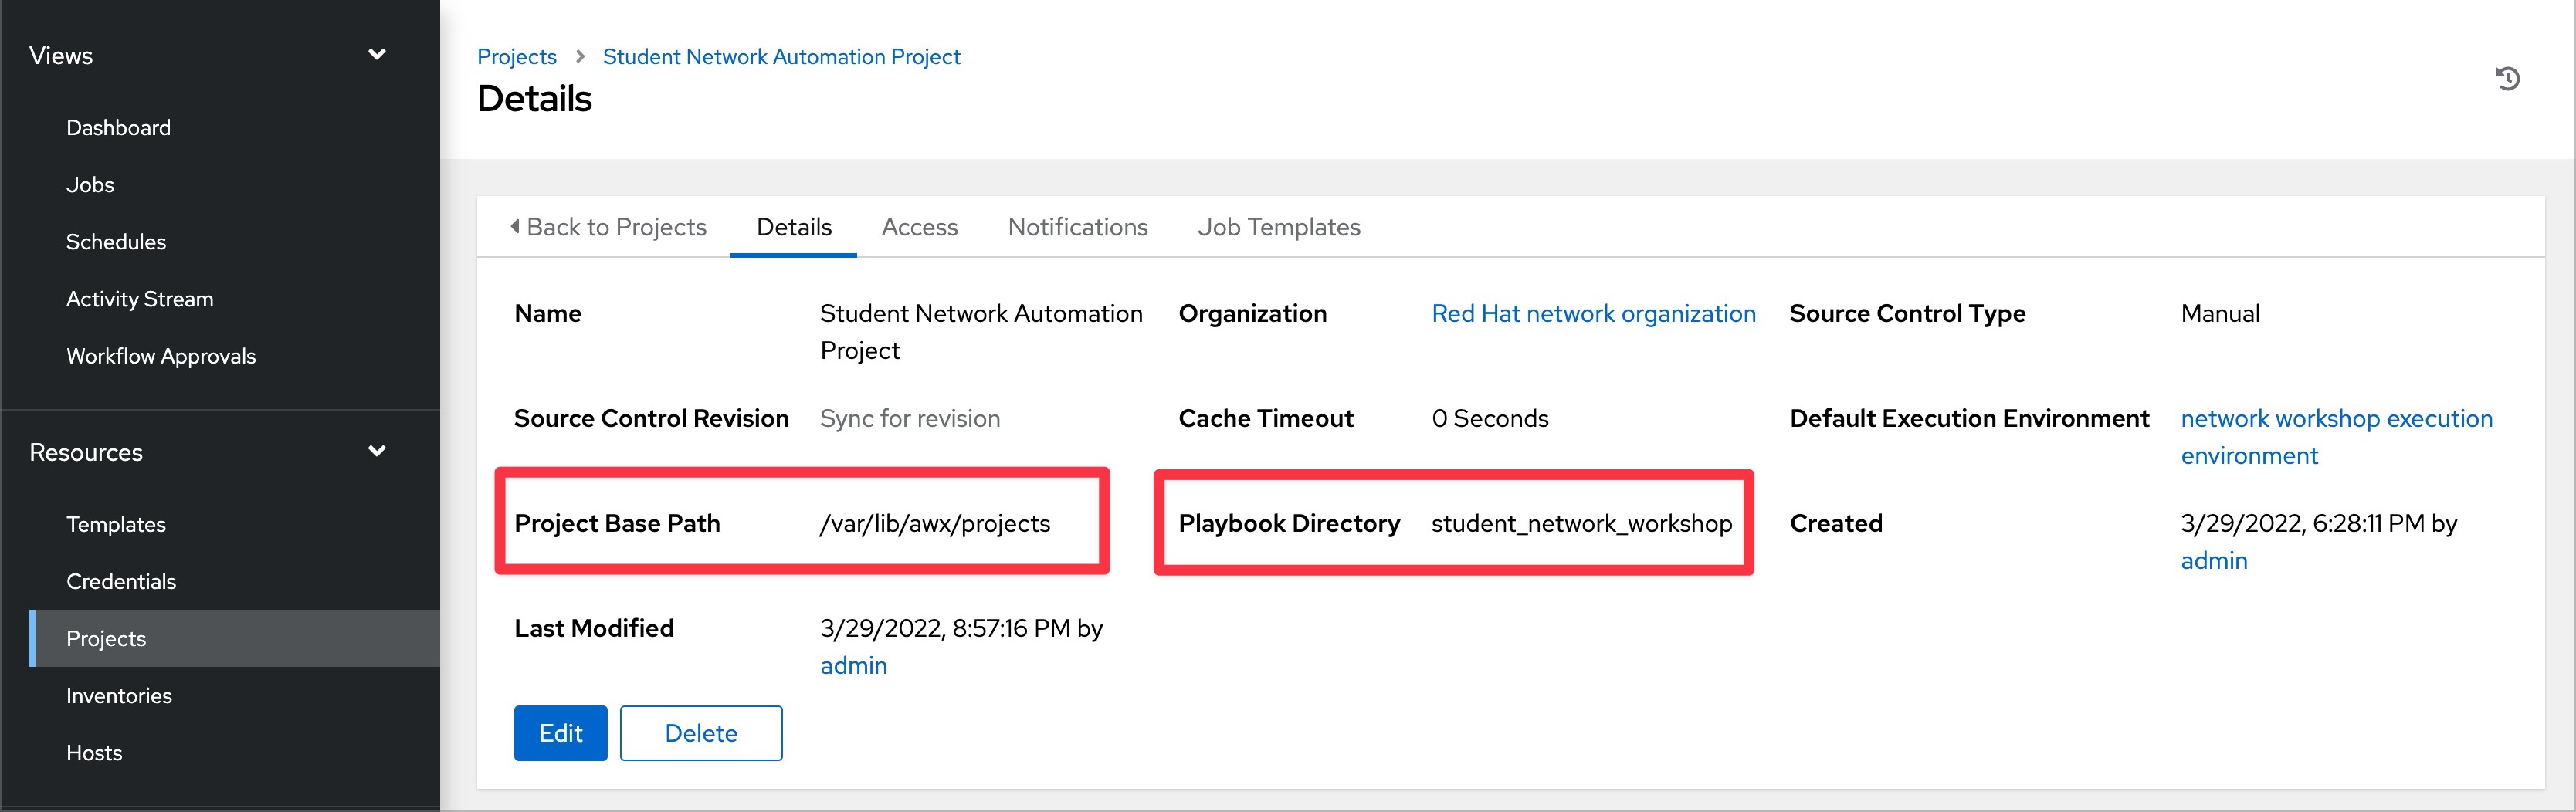 Views
Dashboard
Jobs
Schedules
Activity Stream
Workflow Approvals
Resources
Templates
Credentials
Projects
Inventories
Hosts
Projects > Student Network Automation Project
Details
Back to Projects Details Access Notifications Job Templates
Name Student Network Automation Project
Organization Red Hat network organization
Source Control Type Manual
Source Control Revision Sync for revision
Cache Timeout 0 Seconds
Default Execution Environment network workshop execution environment
Project Base Path /var/lib/awx/projects
Playbook Directory student_network_workshop
Created 3/29/2022, 6:28:11 PM by admin
Last Modified 3/29/2022, 8:57:16 PM by admin
Edit Delete